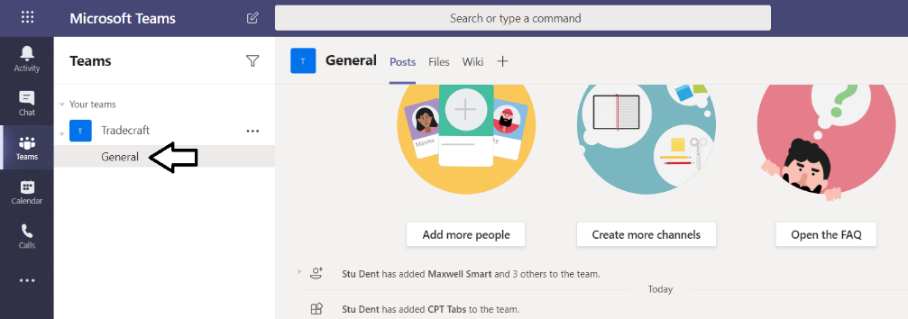 Microsoft Teams
Search or type a command
Activity
Chat
Teams
Calendar
Calls
Teams
Your teams
T
Tradecraft
General
T
General
Posts
Files
Wiki
Maxine
Add more people
Create more channels
Open the FAQ
Stu Dent has added Maxwell Smart and 3 others to the team.
Today
Stu Dent has added CPT Tabs to the team.